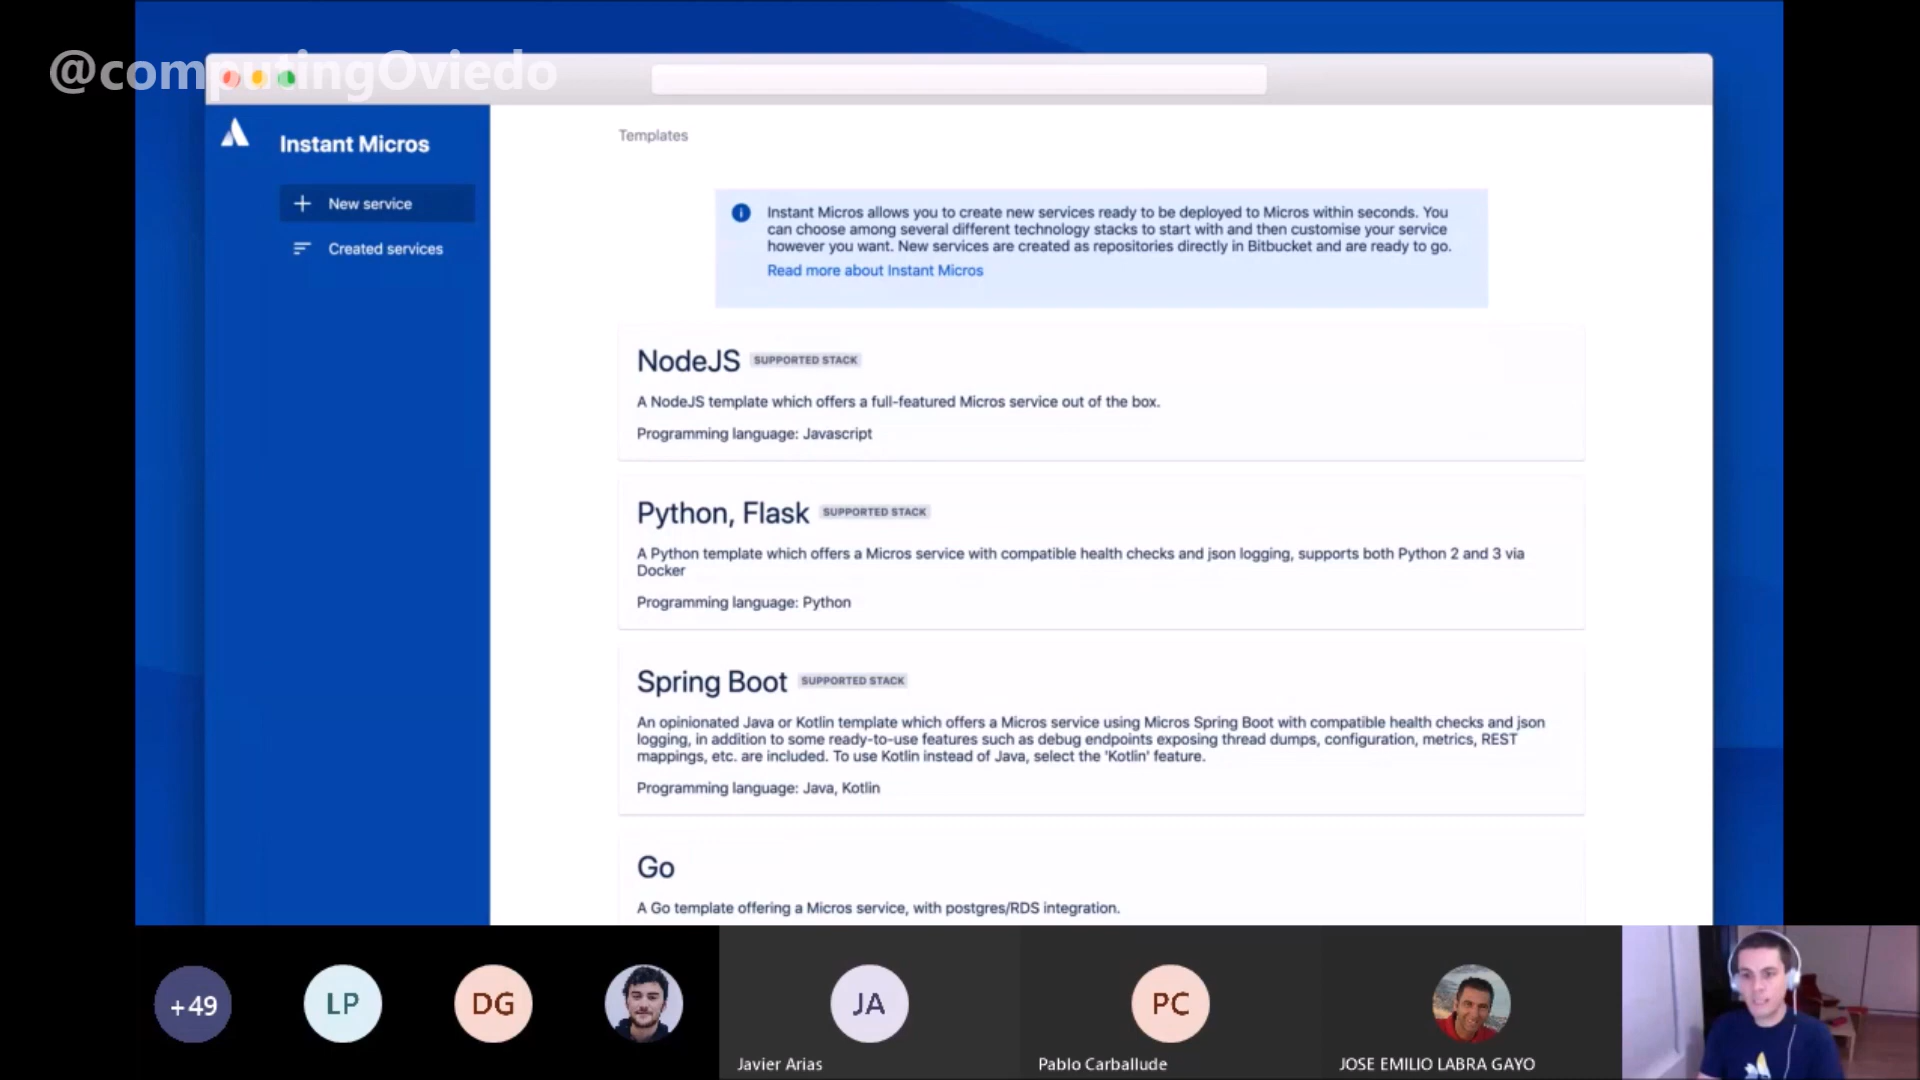 @computingOviedo
Instant Micros
New service
Created services
Templates
Instant Micros allows you to create new services ready to be deployed to Micros within seconds. You
can choose among several different technology stacks to start with and then customise your service
however you want. New services are created as repositories directly in Bitbucket and are ready to go.
Read more about Instant Micros
NodeJS SUPPORTED STACK
A NodeJS template which offers a full-featured Micros service out of the box.
Programming language: Javascript
Python, Flask SUPPORTED STACK
A Python template which offers a Micros service with compatible health checks and json logging, supports both Python 2 and 3 via
Docker
Programming language: Python
Spring Boot SUPPORTED STACK
An opinionated Java or Kotlin template which offers a Micros service using Micros Spring Boot with compatible health checks and json
logging, in addition to some ready-to-use features such as debug endpoints exposing thread dumps, configuration, metrics, REST
mappings, etc. are included. To use Kotlin instead of Java, select the 'Kotlin' feature.
Programming language: Java, Kotlin
Go
A Go template offering a Micros service, with postgres/RDS integration.
+49
LP
DG
JA
PC
Javier Arias
Pablo Carballude
JOSE EMILIO LABRA GAYO